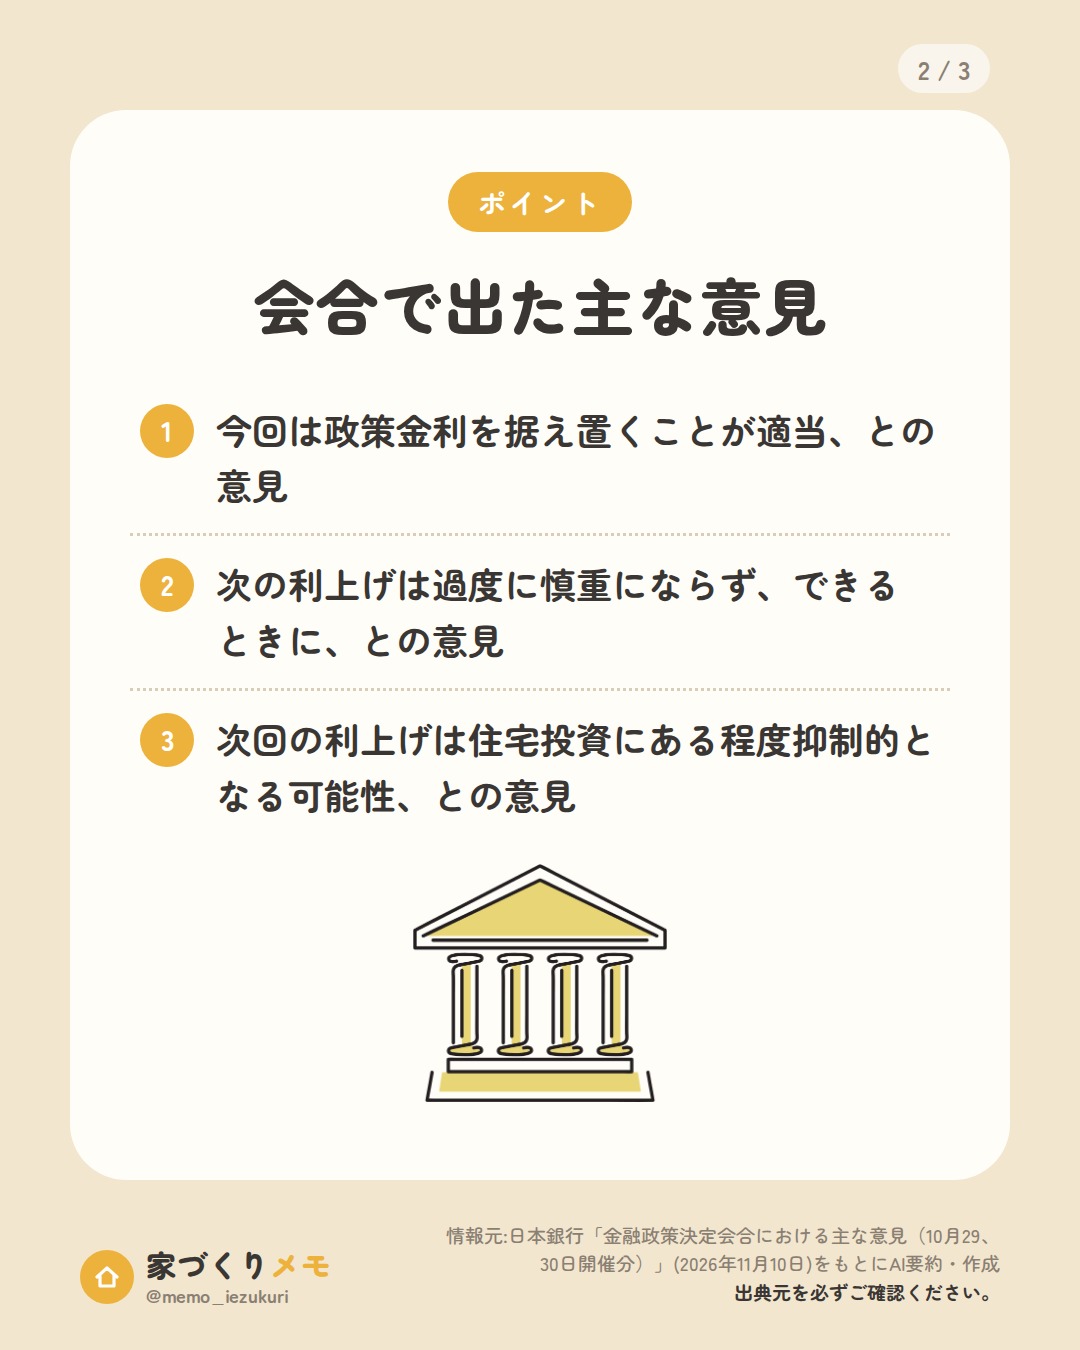 2 / 3
ポイント
会合で出た主な意見
1 今回は政策金利を据え置くことが適当、との
意見
2 次の利上げは過度に慎重にならず、できる
ときに、との意見
3 次回の利上げは住宅投資にある程度抑制的と
なる可能性、との意見
情報元:日本銀行「金融政策決定会合における主な意見（10月29、
30日開催分）」(2026年11月10日)をもとにAI要約・作成
出典元を必ずご確認ください。
家づくりメモ
@memo_iezukuri